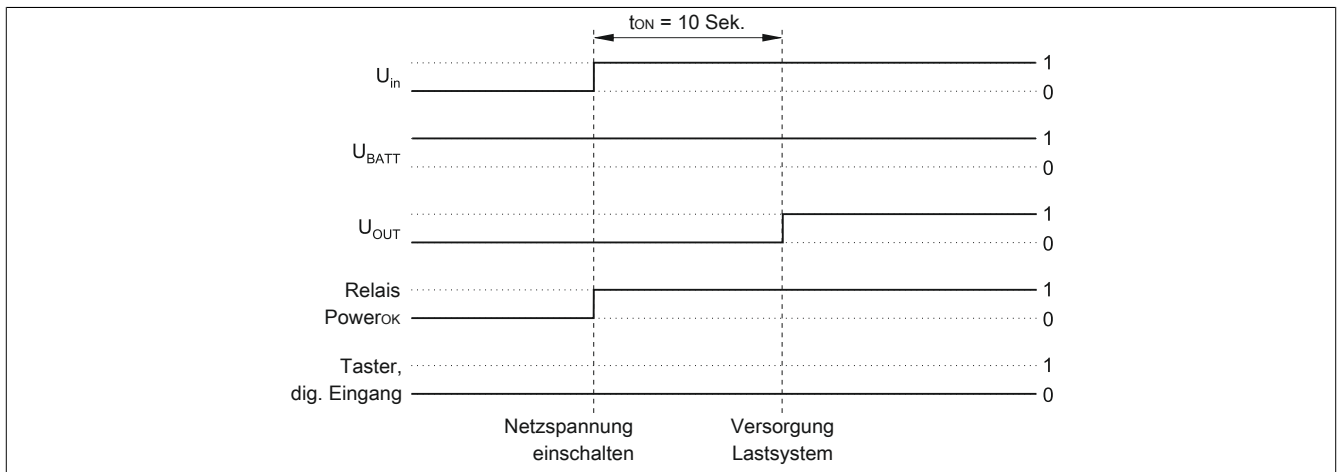 tON = 10 Sek.
Uin
1
0
UBATT
1
0
UOUT
1
0
Relais
PowerOK
1
0
Taster,
dig. Eingang
1
0
Netzspannung
einschalten
Versorgung
Lastsystem